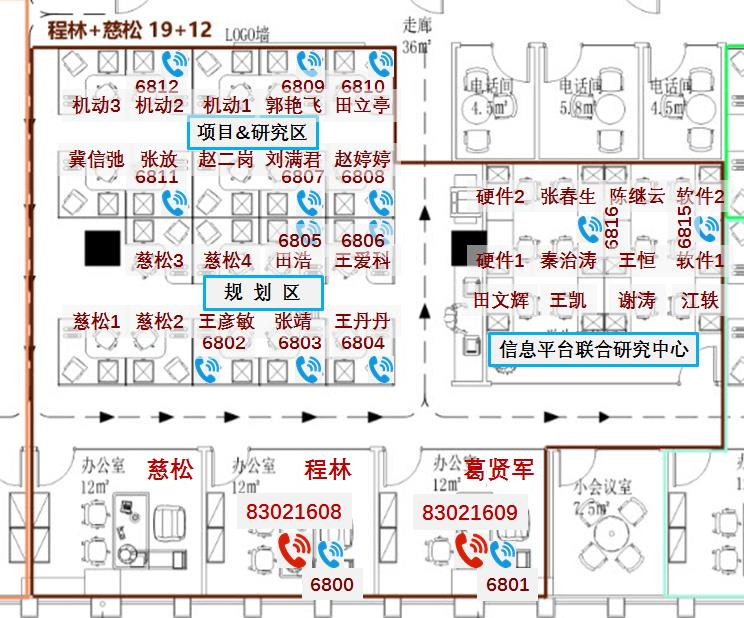 程林+慈松 19+12
LOGO墙
走廊
36m²
6812 6809 6810
机动3 机动2 机动1 郭艳飞 田立亭
电话间
4.5㎡
电话间
5.8㎡
电话间
4.5㎡
项目&研究区
冀信弛 张放 赵二岗 刘满君 赵婷婷
6811 6807 6808
硬件2 张春生 陈继云 软件2
6816 6815
6805 6806
慈松3 慈松4 田浩 王爱科
硬件1 秦治涛 王恒 软件1
规 划 区
田文辉 王凯 谢涛 江轶
慈松1 慈松2 王彦敏 张靖 王丹丹
6802 6803 6804
信息平台联合研究中心
办公室 慈松
12㎡
办公室 程林
12㎡
办公室 葛贤军
12㎡
小会议室
7.5㎡
办
12
83021608
83021609
6800
6801